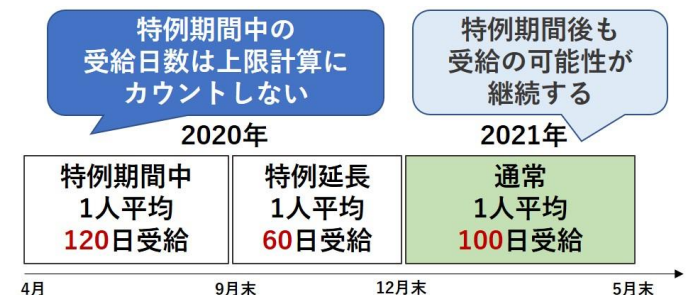 特例期間中の
受給日数は上限計算に
カウントしない
特例期間後も
受給の可能性が
継続する
2020年
2021年
特例期間中
1人平均
120日受給
特例延長
1人平均
60日受給
通常
1人平均
100日受給
4月
9月末
12月末
5月末